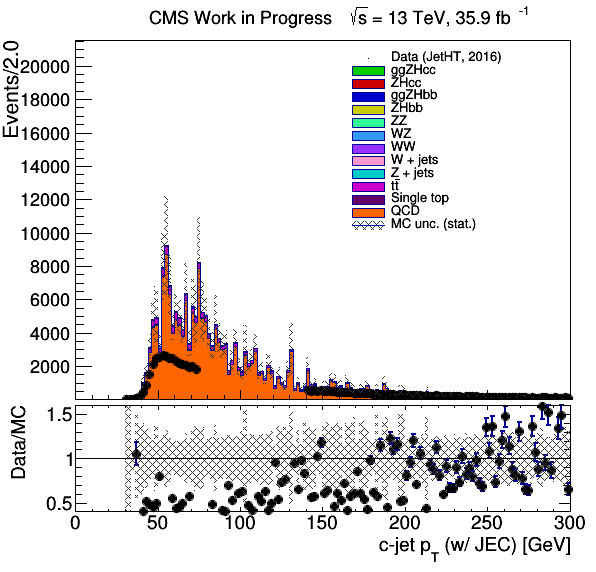 CMS Work in Progress √s = 13 TeV, 35.9 fb -1
Events/2.0
20000
18000
16000
14000
12000
10000
8000
6000
4000
2000
Data (JetHT, 2016)
ggZHcc
ZHcc
ggZHbb
ZHbb
ZZ
WZ
WW
W + jets
Z + jets
tt̄
Single top
QCD
MC unc. (stat.)
Data/MC
1.5
1
0.5
0 50 100 150 200 250 300
c-jet p_T (w/ JEC) [GeV]